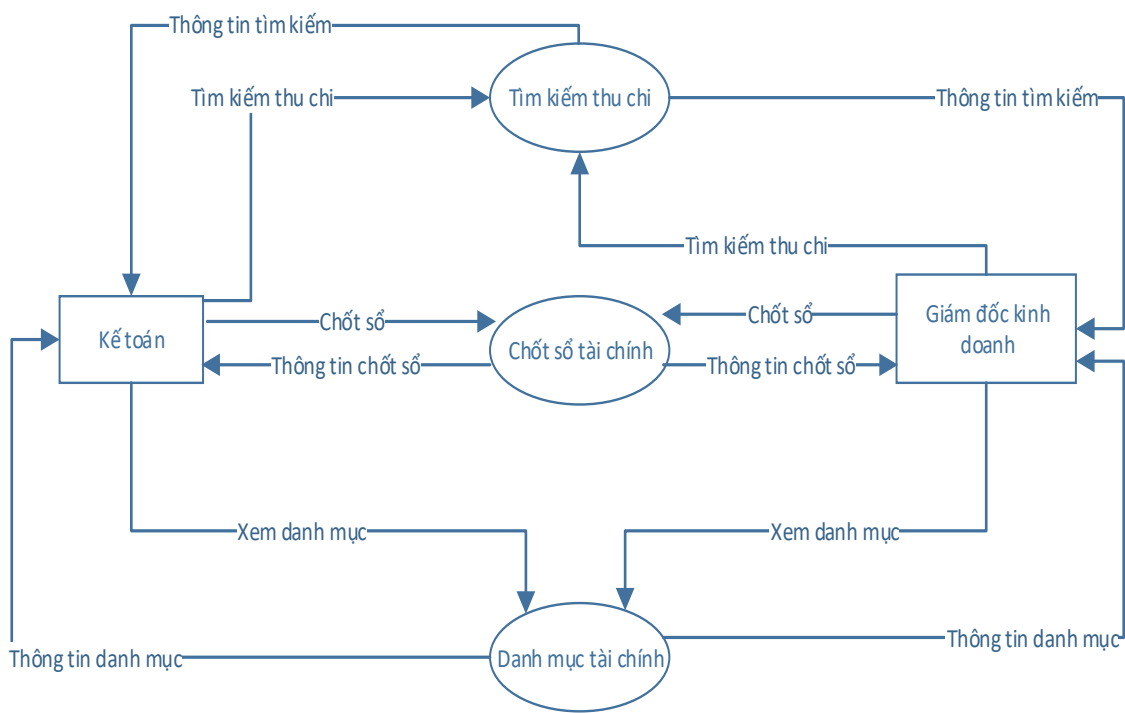 Thông tin tìm kiếm
Tìm kiếm thu chi
Tìm kiếm thu chi
Thông tin tìm kiếm
Tìm kiếm thu chi
Kế toán
Chốt sổ
Chốt sổ tài chính
Chốt sổ
Giám đốc kinh
doanh
Thông tin chốt sổ
Thông tin chốt sổ
Xem danh mục
Xem danh mục
Thông tin danh mục
Danh mục tài chính
Thông tin danh mục